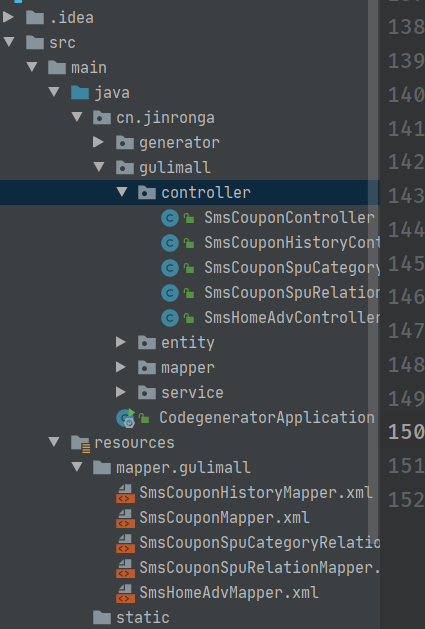 .idea
src
main
java
cn.jinronga
generator
gulimall
controller
SmsCouponController
SmsCouponHistoryCont
SmsCouponSpuCategory
SmsCouponSpuRelation
SmsHomeAdvController
entity
mapper
service
CodegeneratorApplication
resources
mapper.gulimall
SmsCouponHistoryMapper.xml
SmsCouponMapper.xml
SmsCouponSpuCategoryRelatio
SmsCouponSpuRelationMapper.
SmsHomeAdvMapper.xml
static
138
139
140
141
142
143
144
145
146
147
148
149
150
151
152